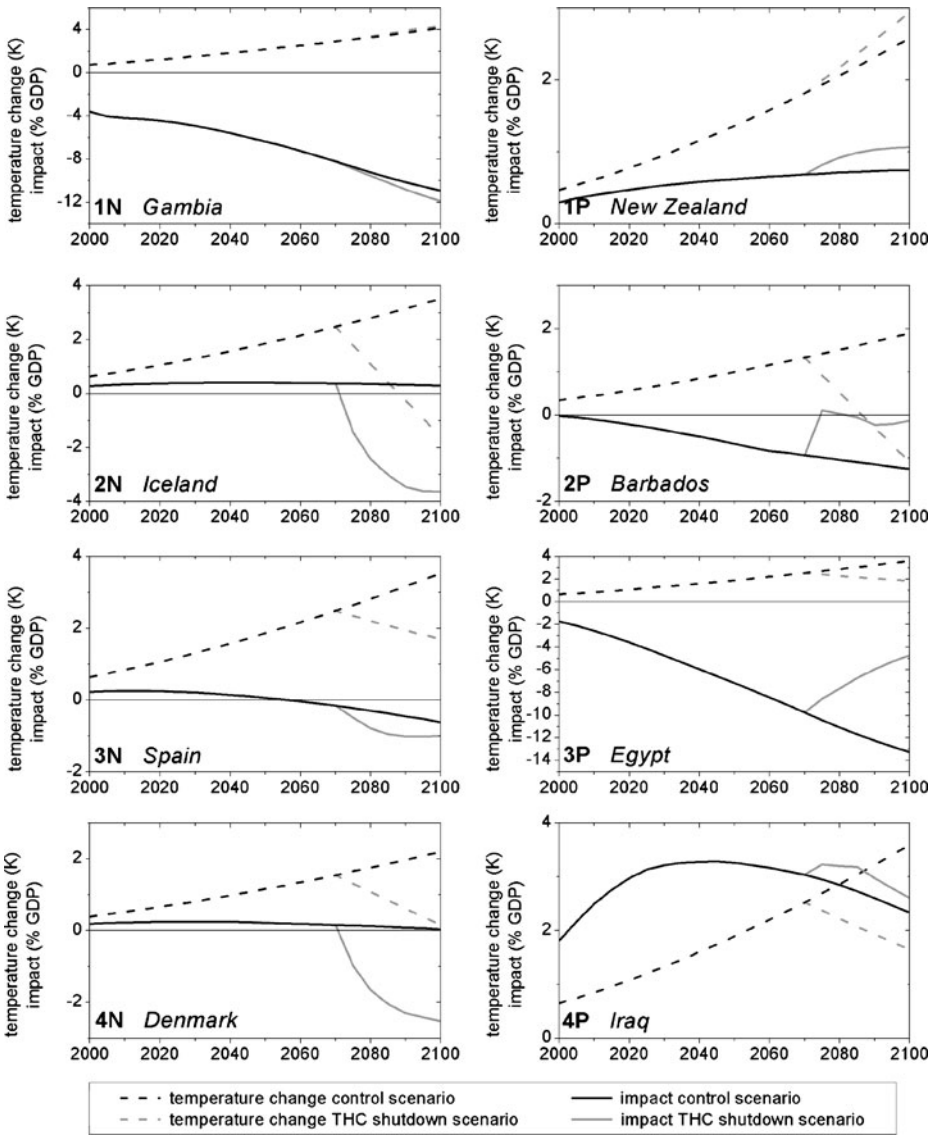 temperature change (K)
impact (% GDP)
4
0
-4
-8
-12
1N Gambia
2000 2020 2040 2060 2080 2100
temperature change (K)
impact (% GDP)
2
0
1P New Zealand
2000 2020 2040 2060 2080 2100
temperature change (K)
impact (% GDP)
4
2
0
-2
-4
2N Iceland
2000 2020 2040 2060 2080 2100
temperature change (K)
impact (% GDP)
2
0
-2
2P Barbados
2000 2020 2040 2060 2080 2100
temperature change (K)
impact (% GDP)
4
2
0
-2
3N Spain
2000 2020 2040 2060 2080 2100
temperature change (K)
impact (% GDP)
4
2
0
-2
-4
-6
-8
-10
-12
-14
3P Egypt
2000 2020 2040 2060 2080 2100
temperature change (K)
impact (% GDP)
2
0
-2
4N Denmark
2000 2020 2040 2060 2080 2100
temperature change (K)
impact (% GDP)
4
2
0
4P Iraq
2000 2020 2040 2060 2080 2100
temperature change control scenario
impact control scenario
temperature change THC shutdown scenario
impact THC shutdown scenario